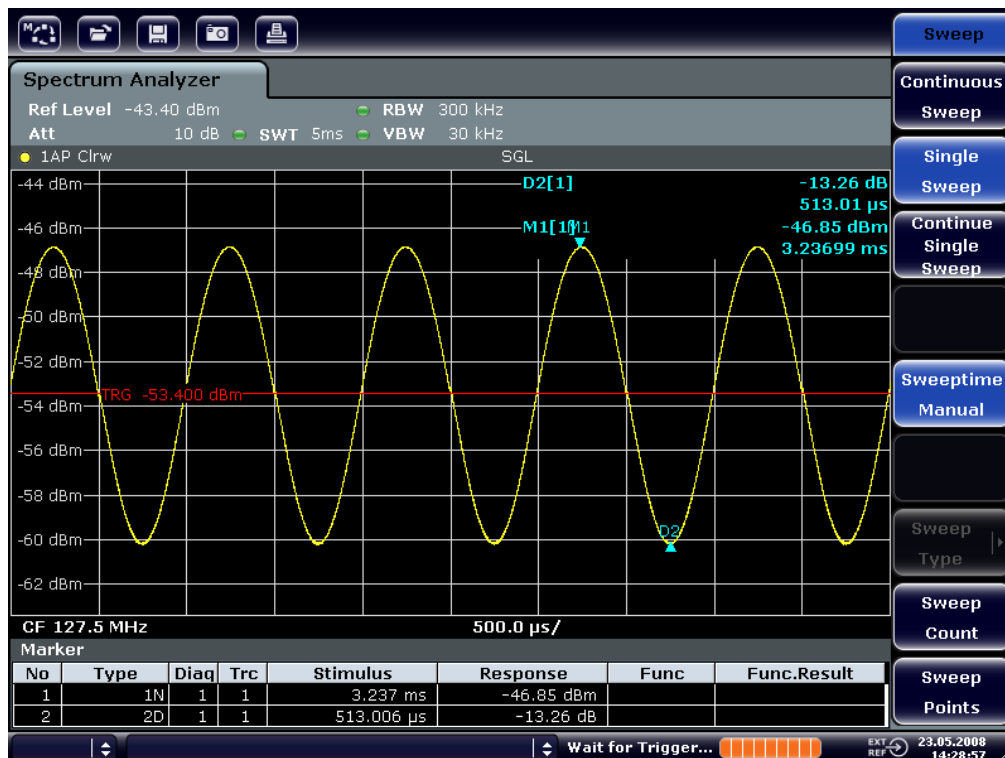 Sweep
Spectrum Analyzer
Ref Level -43.40 dBm RBW 300 kHz
Att 10 dB SWT 5ms VBW 30 kHz
1AP Clrw SGL
-44 dBm
D2[1] -13.26 dB
513.01 µs
-46 dBm
M1[1] M1 -46.85 dBm
3.23699 ms
-48 dBm
-50 dBm
-52 dBm
TRG -53.400 dBm
-54 dBm
-56 dBm
-58 dBm
D2
-60 dBm
-62 dBm
CF 127.5 MHz 500.0 µs/
Marker
No Type Diaq Trc Stimulus Response Func Func.Result
1 1N 1 1 3.237 ms -46.85 dBm
2 2D 1 1 513.006 µs -13.26 dB
Wait for Trigger... EXT REF 23.05.2008
14:28:57
Continuous
Sweep
Single
Sweep
Continue
Single
Sweep
Sweeptime
Manual
Sweep
Type
Sweep
Count
Sweep
Points